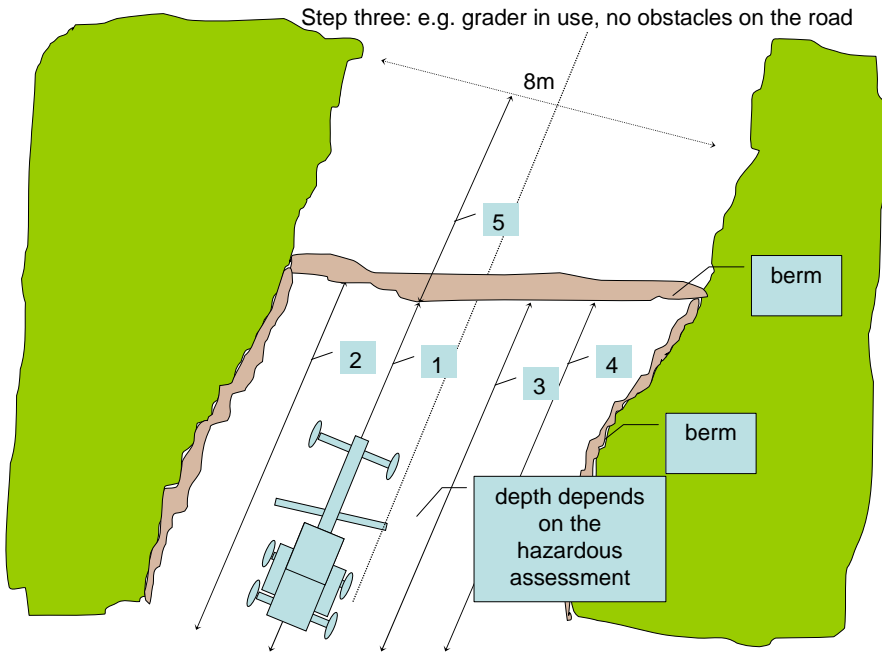 Step three: e.g. grader in use, no obstacles on the road
8m
5
berm
2
1
3
4
berm
depth depends
on the
hazardous
assessment